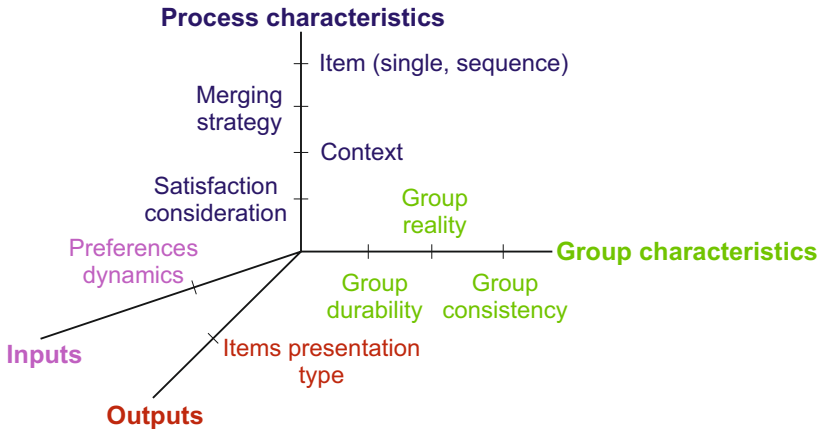 Process characteristics
Item (single, sequence)
Merging
strategy
Context
Satisfaction
consideration
Group
reality
Preferences
dynamics
Group characteristics
Group
durability
Group
consistency
Inputs
Items presentation
type
Outputs